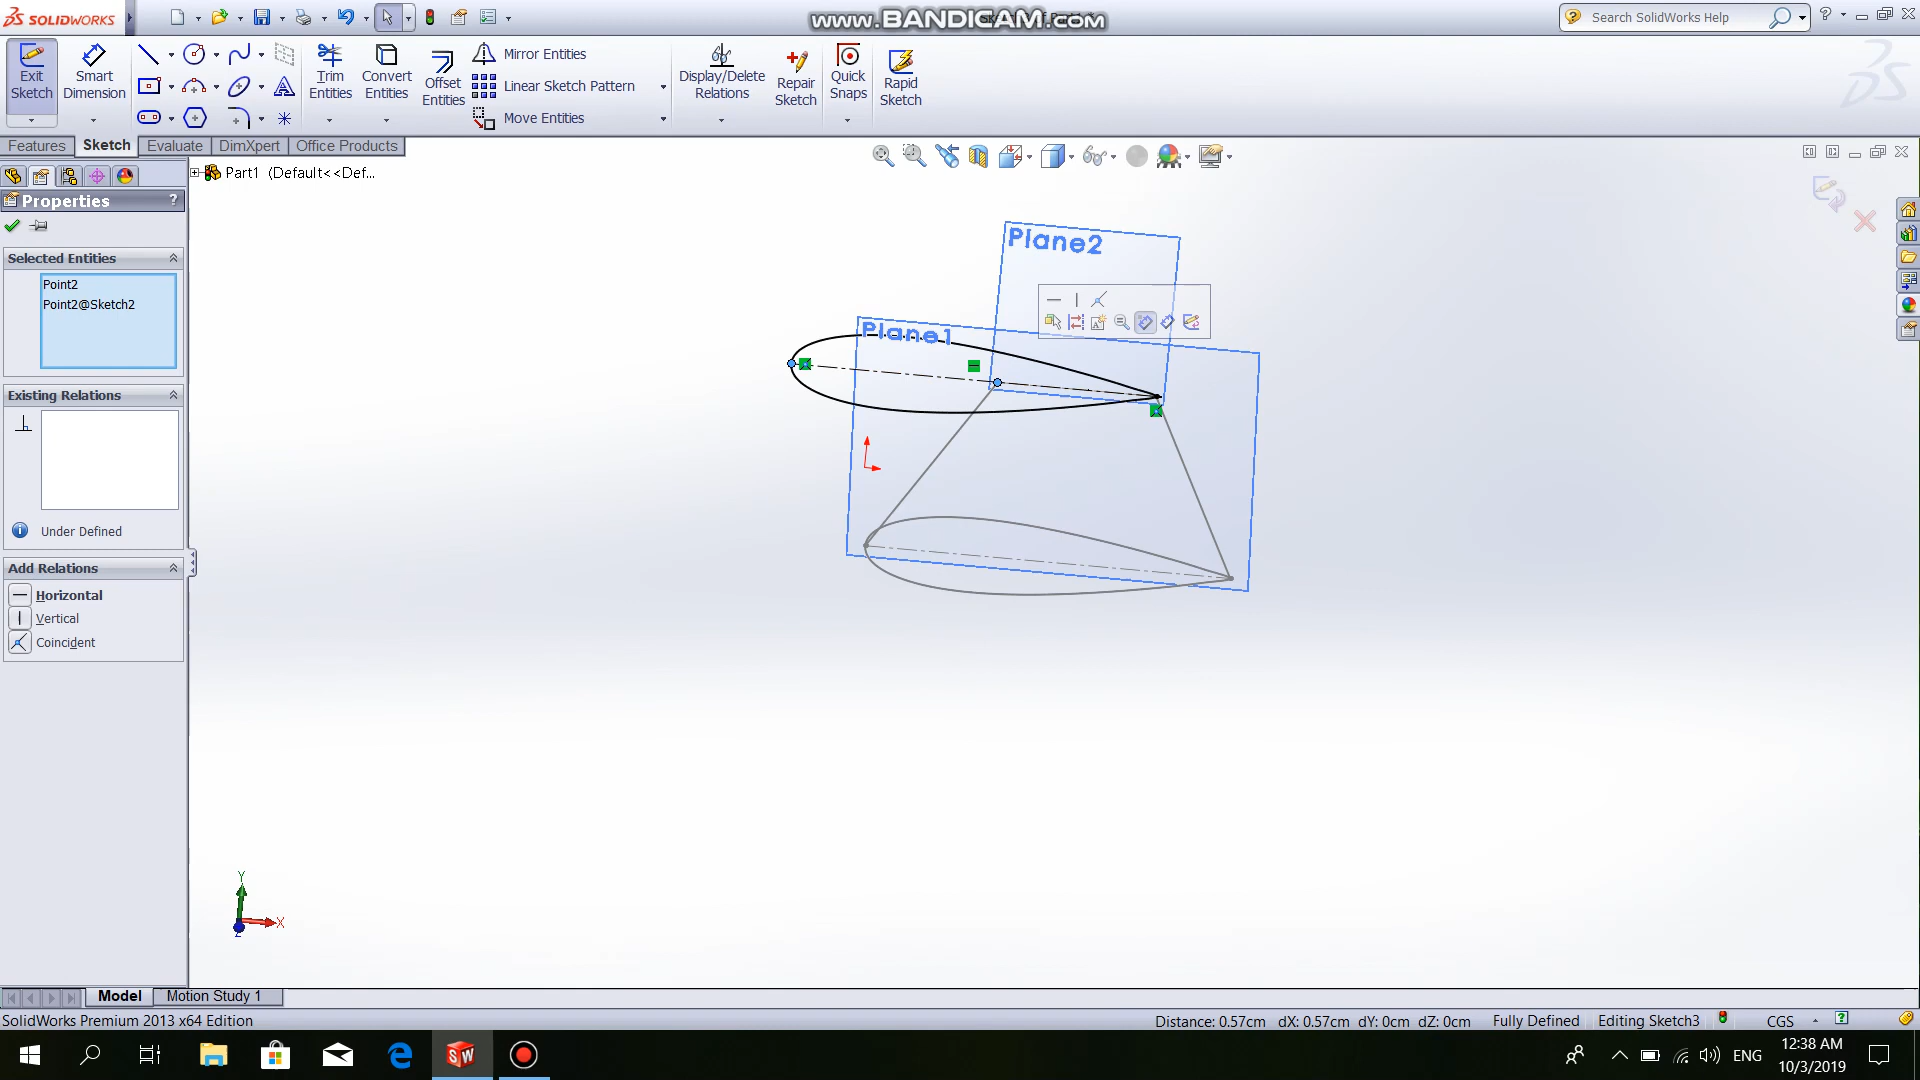 SOLIDWORKS
www.BANDICAM.com
Search SolidWorks Help
Exit Sketch
Smart Dimension
Trim Entities
Convert Entities
Offset Entities
Mirror Entities
Linear Sketch Pattern
Move Entities
Display/Delete Relations
Repair Sketch
Quick Snaps
Rapid Sketch
Features
Sketch
Evaluate
DimXpert
Office Products
Part1 (Default<<Def...
Properties
?
Selected Entities
Point2
Point2@Sketch2
Existing Relations
Under Defined
Add Relations
Horizontal
Vertical
Coincident
Plane2
Plane1
Y
X
Z
Model
Motion Study 1
SolidWorks Premium 2013 x64 Edition
Distance: 0.57cm dX: 0.57cm dY: 0cm dZ: 0cm
Fully Defined
Editing Sketch3
CGS
ENG
12:38 AM
10/3/2019